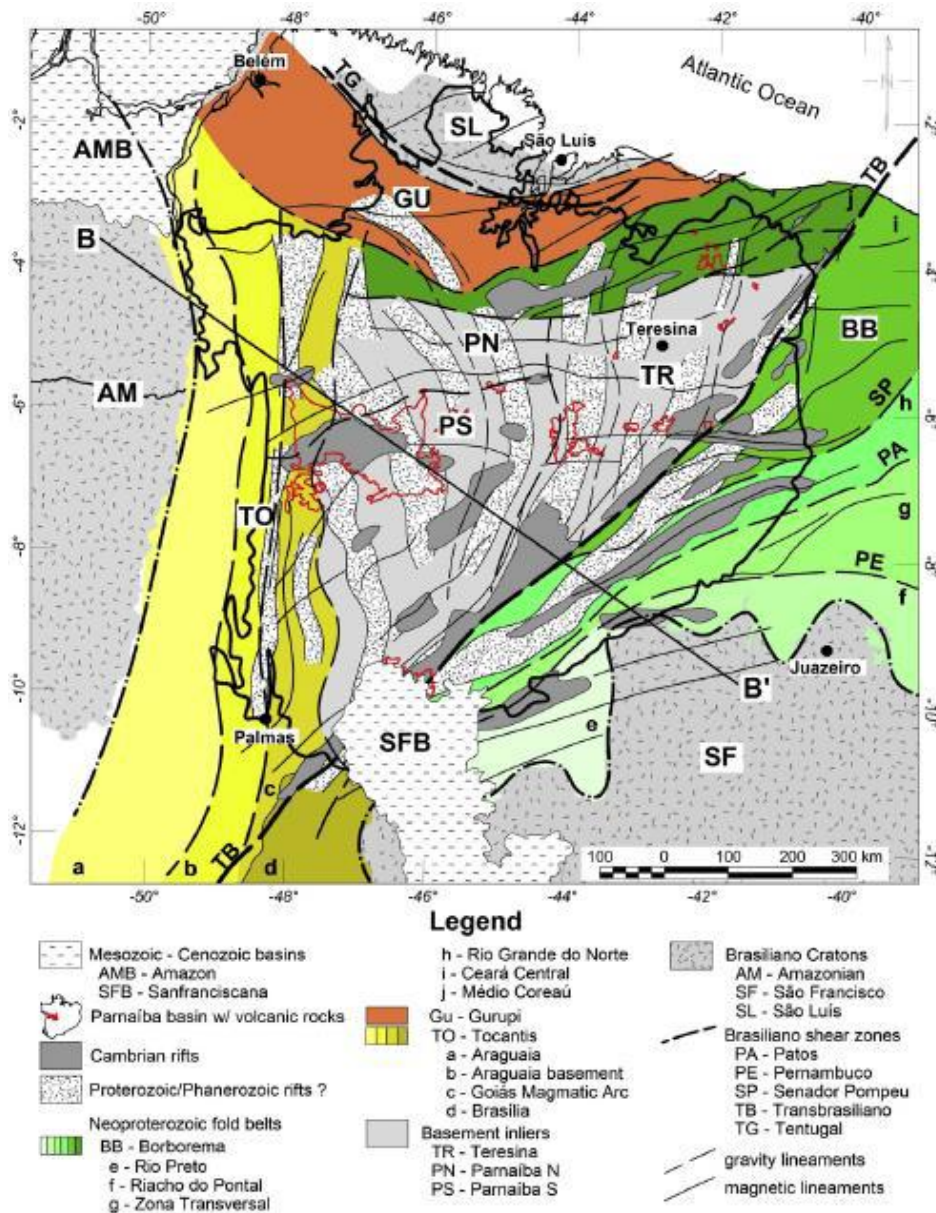 -50° -48° -46° -44° -42° -40°
Belém
TG
Atlantic Ocean
N
-2° -2°
SL
São Luís
AMB
TB
GU
j
B
i
-4° -4°
PN
Teresina
BB
TR
AM
SP
-6° -6°
PS
h
PA
TO
g
-8° -8°
PE
f
Juazeiro
-10° B' -10°
e
Palmas
SFB
SF
c
-12° -12°
TB
100 0 100 200 300 km
a b d
-50° -48° -46° -44° -42° -40°
Legend
Mesozoic - Cenozoic basins
AMB - Amazon
SFB - Sanfranciscana
Parnaíba basin w/ volcanic rocks
Cambrian rifts
Proterozoic/Phanerozoic rifts ?
Neoproterozoic fold belts
BB - Borborema
e - Rio Preto
f - Riacho do Pontal
g - Zona Transversal
h - Rio Grande do Norte
i - Ceará Central
j - Médio Coreaú
Gu - Gurupi
TO - Tocantis
a - Araguaia
b - Araguaia basement
c - Goiás Magmatic Arc
d - Brasília
Basement inliers
TR - Teresina
PN - Parnaíba N
PS - Parnaíba S
Brasiliano Cratons
AM - Amazonian
SF - São Francisco
SL - São Luís
Brasiliano shear zones
PA - Patos
PE - Pernambuco
SP - Senador Pompeu
TB - Transbrasiliano
TG - Tentugal
gravity lineaments
magnetic lineaments